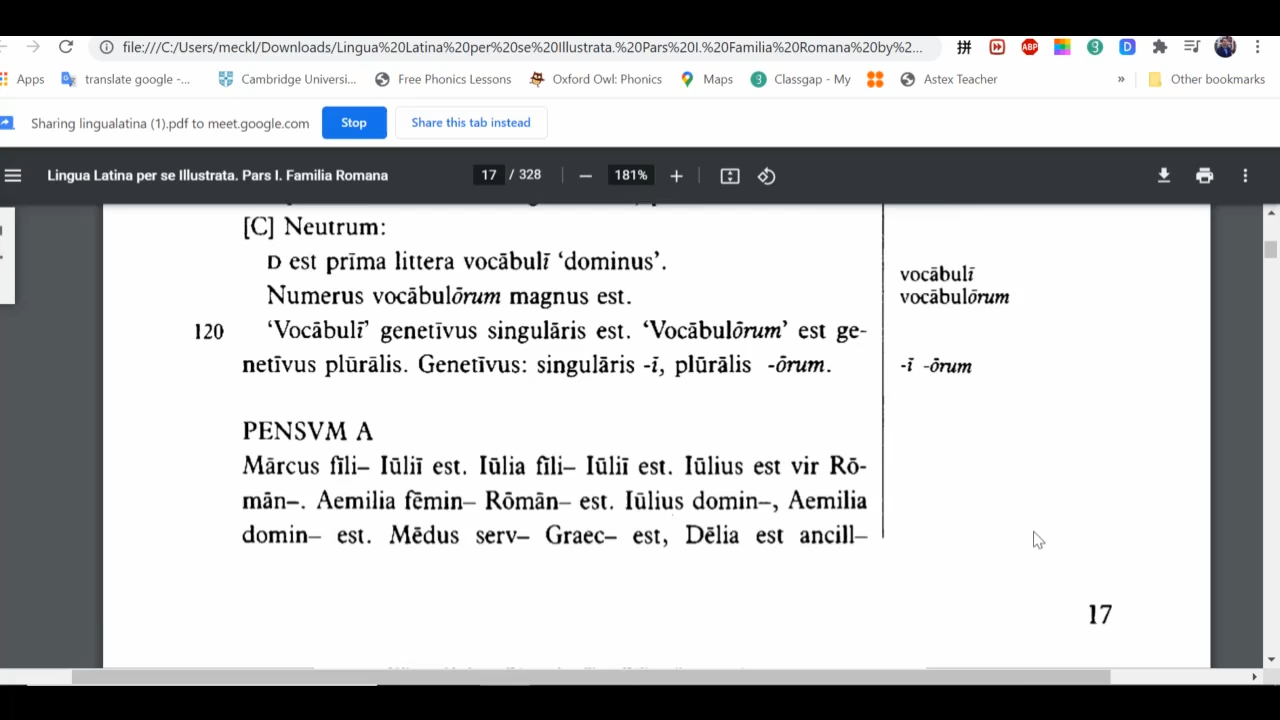 file:///C:/Users/meckl/Downloads/Lingua%20Latina%20per%20se%20Illustrata.%20Pars%20I.%20Familia%20Romana%20by%2...
ABP
3
D
Apps
translate google -...
Cambridge Universi...
Free Phonics Lessons
Oxford Owl: Phonics
Maps
3
Classgap - My
Astex Teacher
»
Other bookmarks
Sharing lingualatina (1).pdf to meet.google.com
Stop
Share this tab instead
Lingua Latina per se Illustrata. Pars I. Familia Romana
17 / 328
181%
[C] Neutrum:
D est prīma littera vocābulī ‘dominus’.
vocābulī
Numerus vocābulōrum magnus est.
vocābulōrum
120 ‘Vocābulī’ genetīvus singulāris est. ‘Vocābulōrum’ est ge-
netīvus plūrālis. Genetīvus: singulāris -ī, plūrālis -ōrum.
-ī -ōrum
PENSVM A
Mārcus fīli– Iūliī est. Iūlia fīli– Iūliī est. Iūlius est vir Rō-
mān–. Aemilia fēmin– Rōmān– est. Iūlius domin–, Aemilia
domin– est. Mēdus serv– Graec– est, Dēlia est ancill–
17